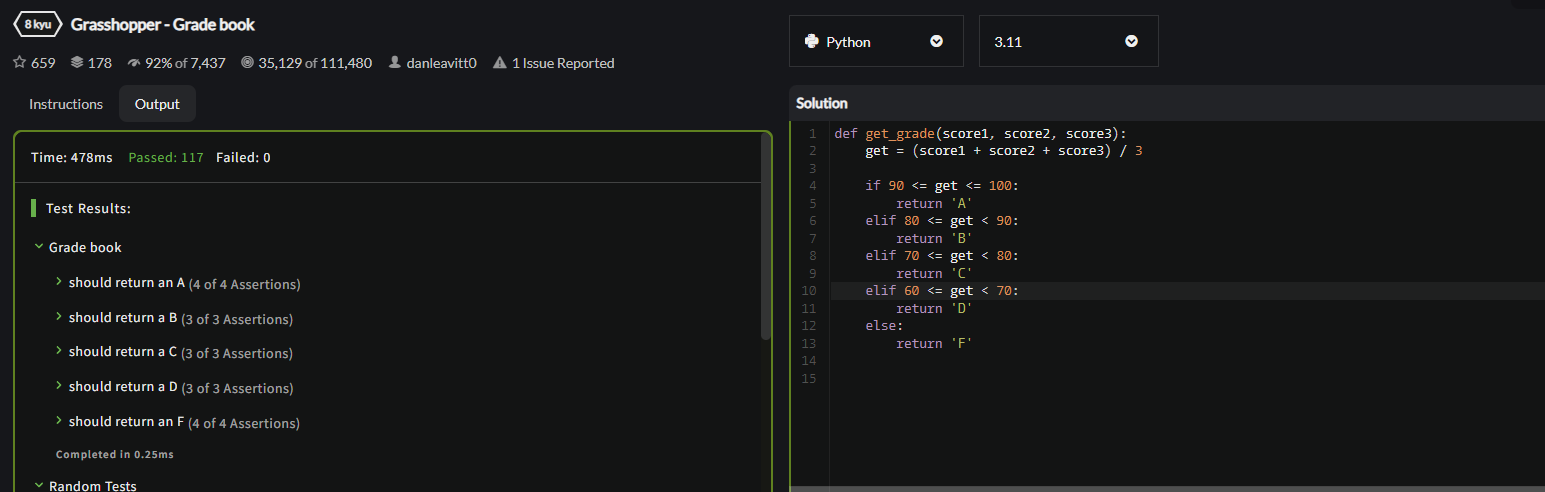 8 kyu Grasshopper - Grade book
659 178 92% of 7,437 35,129 of 111,480 danleavitt0 1 Issue Reported
Instructions Output
Time: 478ms Passed: 117 Failed: 0
Test Results:
Grade book
should return an A (4 of 4 Assertions)
should return a B (3 of 3 Assertions)
should return a C (3 of 3 Assertions)
should return a D (3 of 3 Assertions)
should return an F (4 of 4 Assertions)
Completed in 0.25ms
Random Tests
Python 3.11
Solution
1 def get_grade(score1, score2, score3):
2     get = (score1 + score2 + score3) / 3
3
4     if 90 <= get <= 100:
5         return 'A'
6     elif 80 <= get < 90:
7         return 'B'
8     elif 70 <= get < 80:
9         return 'C'
10     elif 60 <= get < 70:
11         return 'D'
12     else:
13         return 'F'
14
15